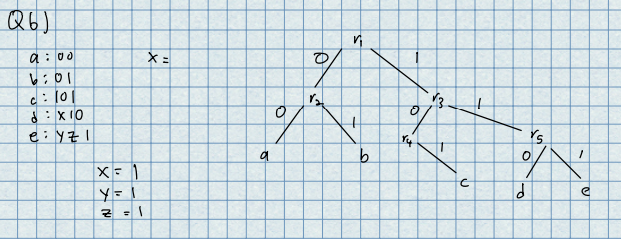 Q6)
a: 00
x =
b: 01
c: 101
d: x10
e: yz1
x = 1
y = 1
z = 1
r1
0 1
r2 r3
0 1 0 1
r4 r5
a b 1 0 1
c d e